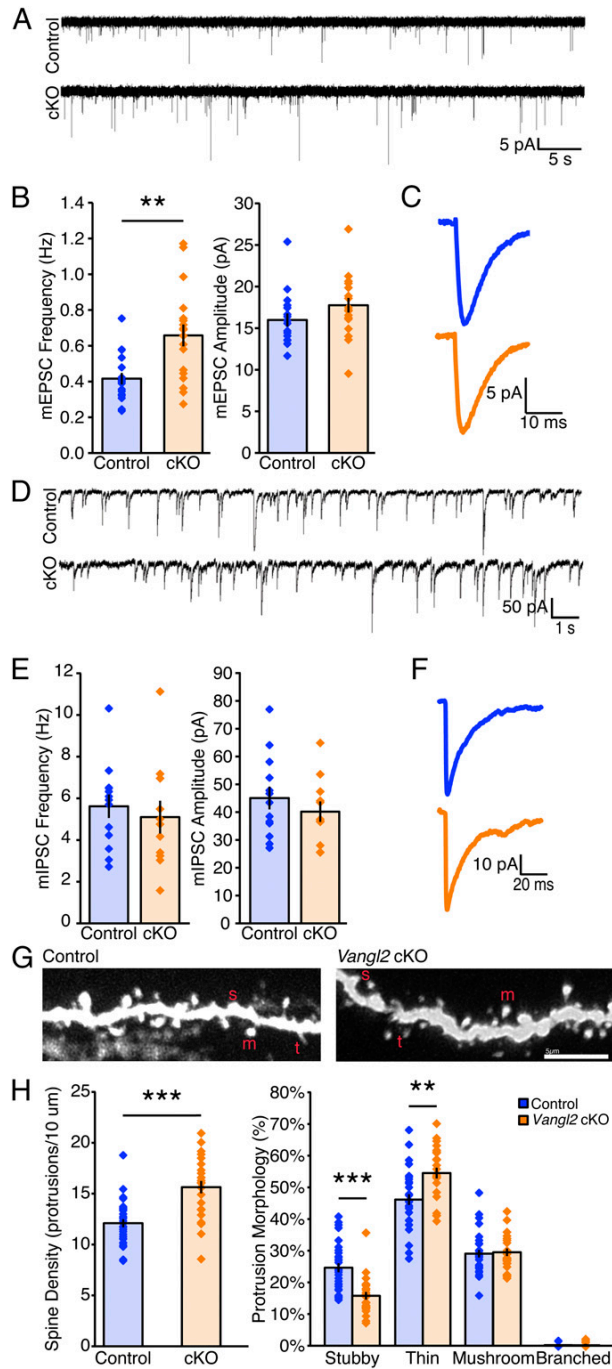 A
Control
cKO
5 pA
5 s
B
mEPSC Frequency (Hz)
1.4
1.2
1.0
0.8
0.6
0.4
0.2
0.0
**
Control cKO
mEPSC Amplitude (pA)
35
30
25
20
15
10
5
0
Control cKO
C
5 pA
10 ms
D
Control
cKO
50 pA
1 s
E
mIPSC Frequency (Hz)
12
10
8
6
4
2
0
Control cKO
mIPSC Amplitude (pA)
90
80
70
60
50
40
30
20
10
0
Control cKO
F
10 pA
20 ms
G
Control
s
m
t
Vangl2 cKO
s
m
t
5µm
H
Spine Density (protrusions/10 um)
25
20
15
10
5
0
***
Control cKO
Protrusion Morphology (%)
80%
70%
60%
50%
40%
30%
20%
10%
0%
***
**
Control
Vangl2 cKO
Stubby Thin Mushroom Branched